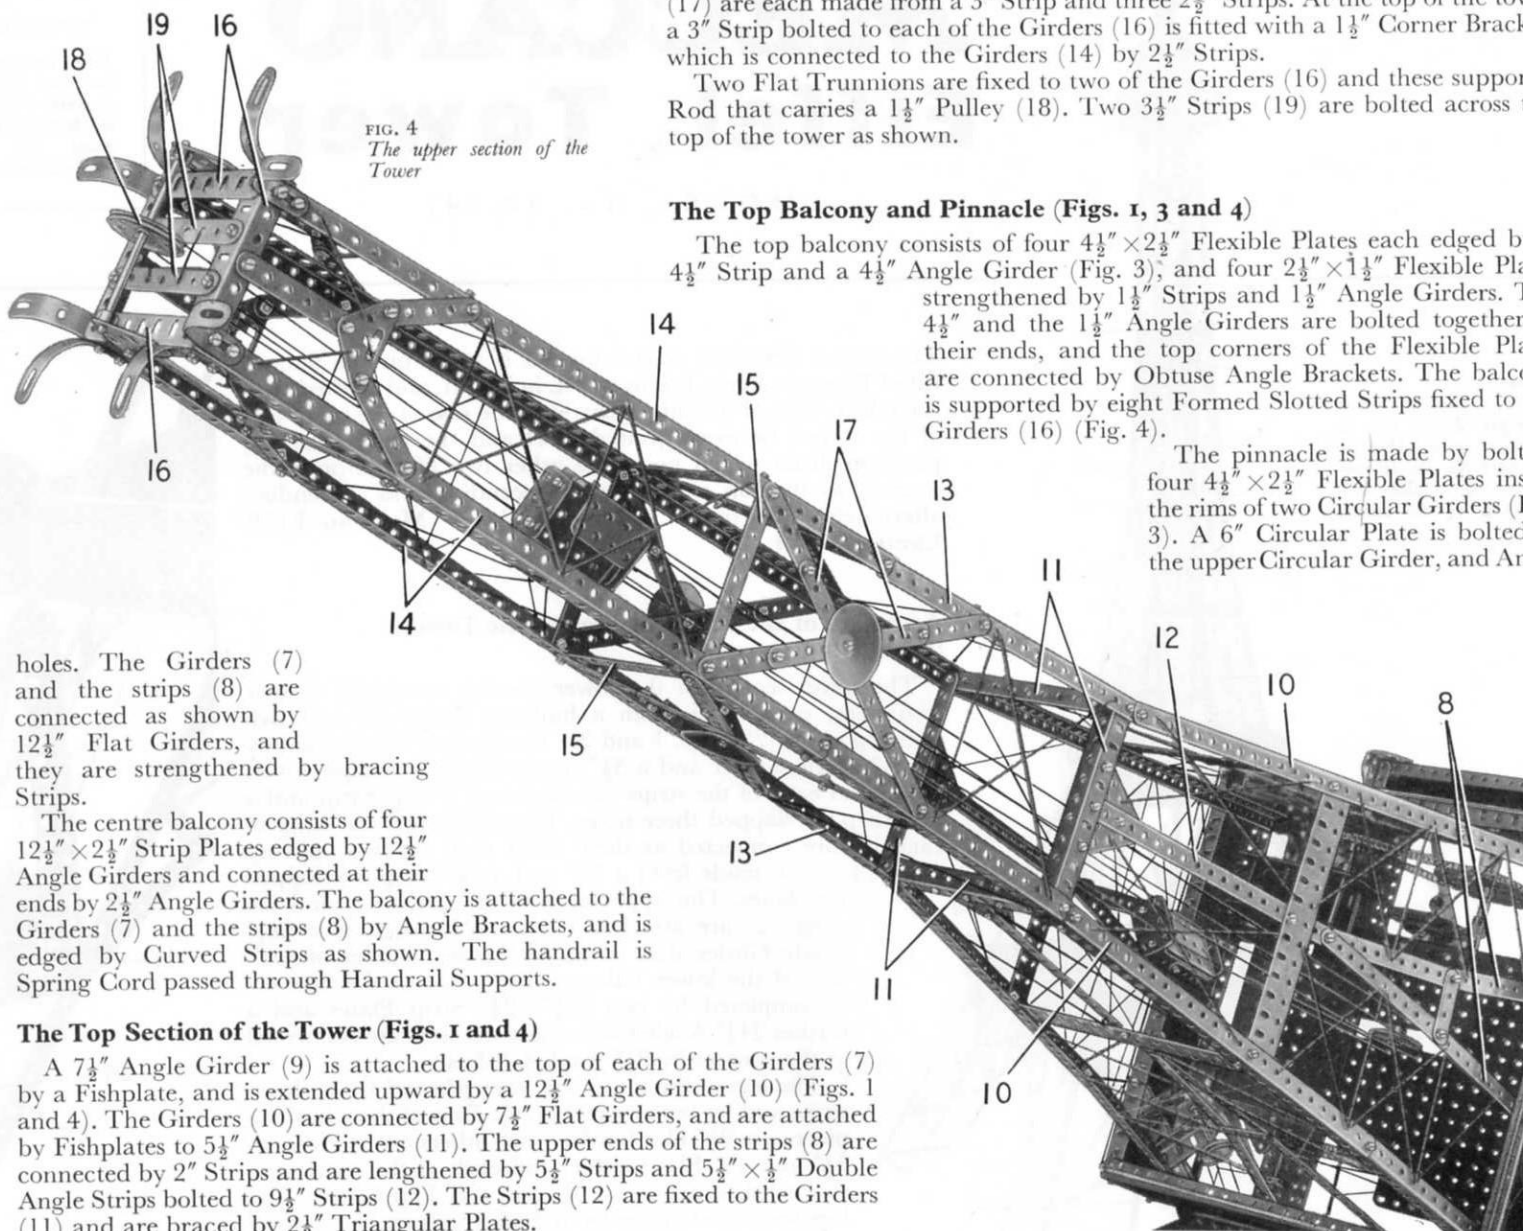 19 16
18
FIG. 4
The upper section of the
Tower
16
14
15
17
13
11
12
10
8
14
15
13
11
10
(17) are each made from a 3″ Strip and three 2½″ Strips. At the top of the
a 3″ Strip bolted to each of the Girders (16) is fitted with a 1½″ Corner
which is connected to the Girders (14) by 2½″ Strips.
Two Flat Trunnions are fixed to two of the Girders (16) and these
Rod that carries a 1½″ Pulley (18). Two 3½″ Strips (19) are bolted across
top of the tower as shown.
The Top Balcony and Pinnacle (Figs. 1, 3 and 4)
The top balcony consists of four 4½″ × 2½″ Flexible Plates each edged
4½″ Strip and a 4½″ Angle Girder (Fig. 3), and four 2½″ × 1½″ Flexible
strengthened by 1½″ Strips and 1½″ Angle Girders.
4½″ and the 1½″ Angle Girders are bolted together
their ends, and the top corners of the Flexible
are connected by Obtuse Angle Brackets. The
is supported by eight Formed Slotted Strips fixed to
Girders (16) (Fig. 4).
The pinnacle is made by
four 4½″ × 2½″ Flexible Plates
the rims of two Circular Girders
3). A 6″ Circular Plate is bolted
the upper Circular Girder, and
holes. The Girders (7)
and the strips (8) are
connected as shown by
12½″ Flat Girders, and
they are strengthened by bracing
Strips.
The centre balcony consists of four
12½″ × 2½″ Strip Plates edged by 12½″
Angle Girders and connected at their
ends by 2½″ Angle Girders. The balcony is attached to the
Girders (7) and the strips (8) by Angle Brackets, and is
edged by Curved Strips as shown. The handrail is
Spring Cord passed through Handrail Supports.
The Top Section of the Tower (Figs. 1 and 4)
A 7½″ Angle Girder (9) is attached to the top of each of the Girders (7)
by a Fishplate, and is extended upward by a 12½″ Angle Girder (10) (Figs. 1
and 4). The Girders (10) are connected by 7½″ Flat Girders, and are attached
by Fishplates to 5½″ Angle Girders (11). The upper ends of the strips (8) are
connected by 2″ Strips and are lengthened by 5½″ Strips and 5½″ × ½″ Double
Angle Strips bolted to 9½″ Strips (12). The Strips (12) are fixed to the Girders
(11) and are braced by 2½″ Triangular Plates.